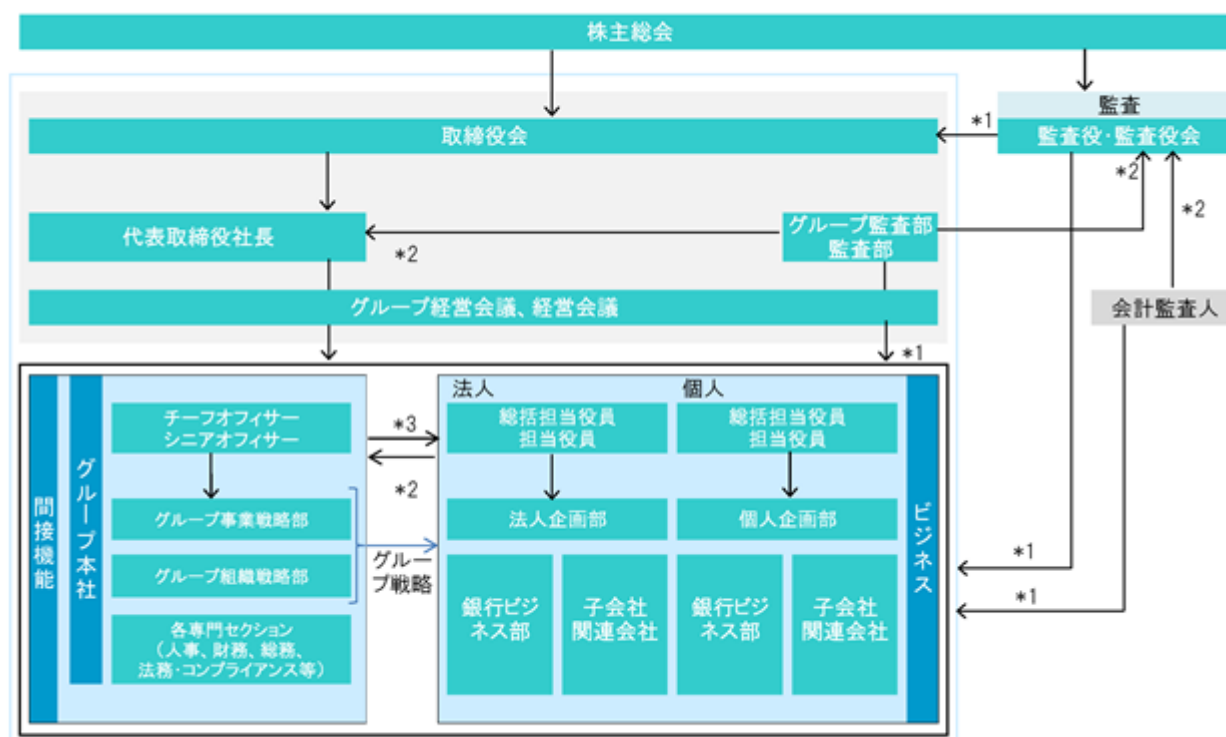 株主総会
監査
取締役会
*1
監査役・監査役会
*2
*2
代表取締役社長
*2
グループ監査部
監査部
グループ経営会議、経営会議
会計監査人
*1
間接機能
グループ本社
チーフオフィサー
シニアオフィサー
グループ事業戦略部
グループ組織戦略部
各専門セクション
(人事、財務、総務、
法務・コンプライアンス等)
*3
*2
グルー
プ戦略
法人
総括担当役員
担当役員
法人企画部
銀行ビジ
ネス部
子会社
関連会社
個人
総括担当役員
担当役員
個人企画部
銀行ビジ
ネス部
子会社
関連会社
ビジネス
*1
*1